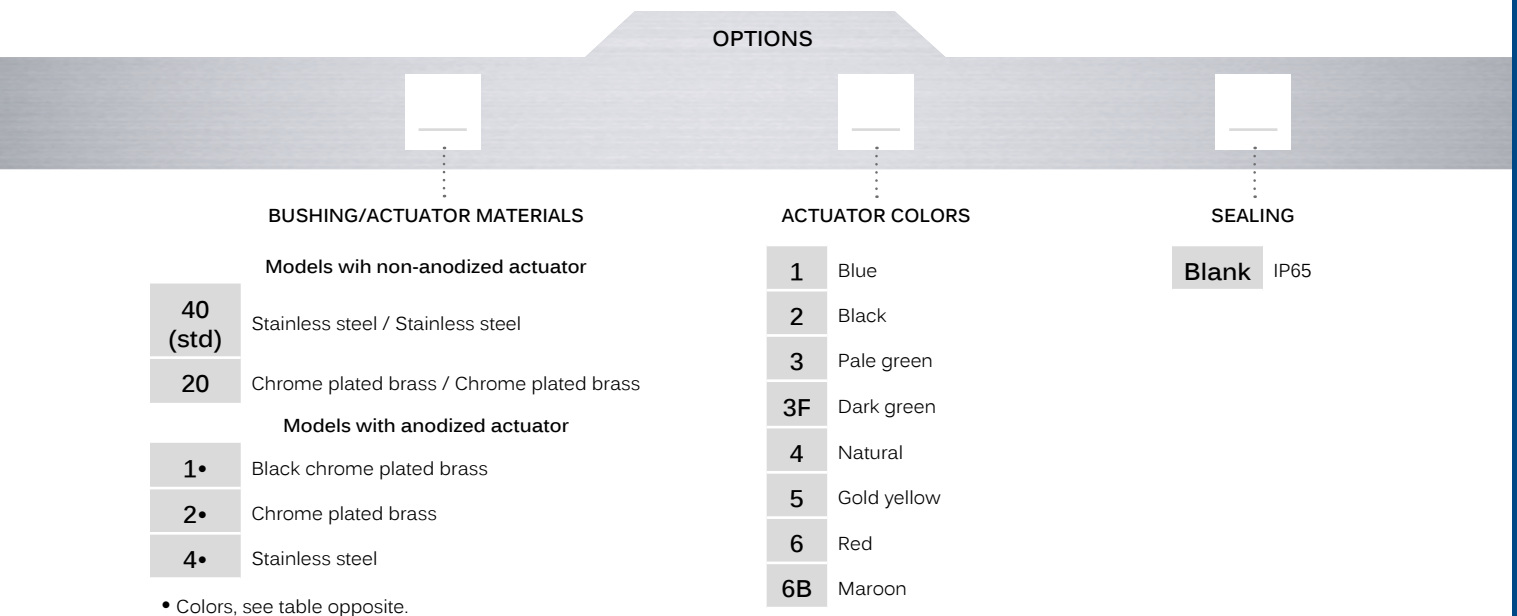 OPTIONS
BUSHING/ACTUATOR MATERIALS
Models wih non-anodized actuator
40
(std)
Stainless steel / Stainless steel
20 Chrome plated brass / Chrome plated brass
Models with anodized actuator
1• Black chrome plated brass
2• Chrome plated brass
4• Stainless steel
• Colors, see table opposite.
ACTUATOR COLORS
1 Blue
2 Black
3 Pale green
3F Dark green
4 Natural
5 Gold yellow
6 Red
6B Maroon
SEALING
Blank IP65